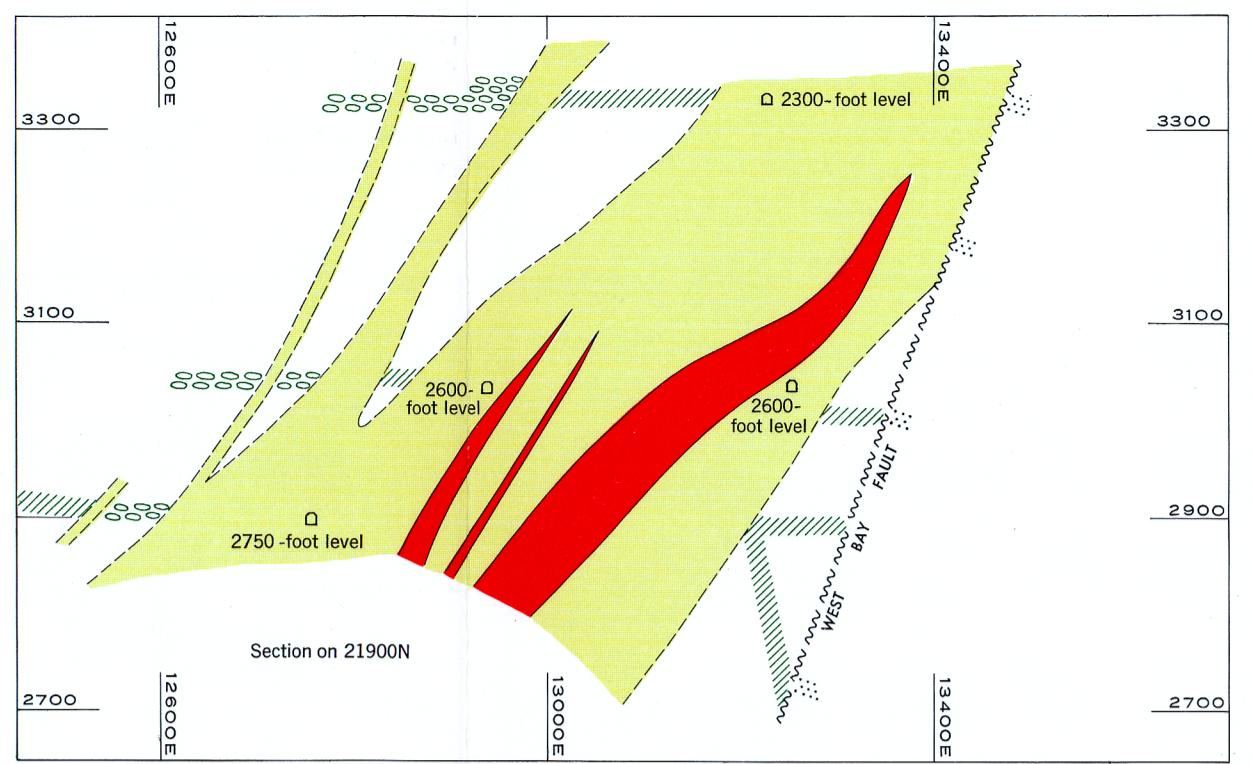 12600E
13400E
2300-foot level
3300
3300
3100
3100
2600-
foot level
2600-
foot level
FAULT
BAY
WEST
2900
2750 -foot level
Section on 21900N
12600E
13000E
13400E
2700
2700